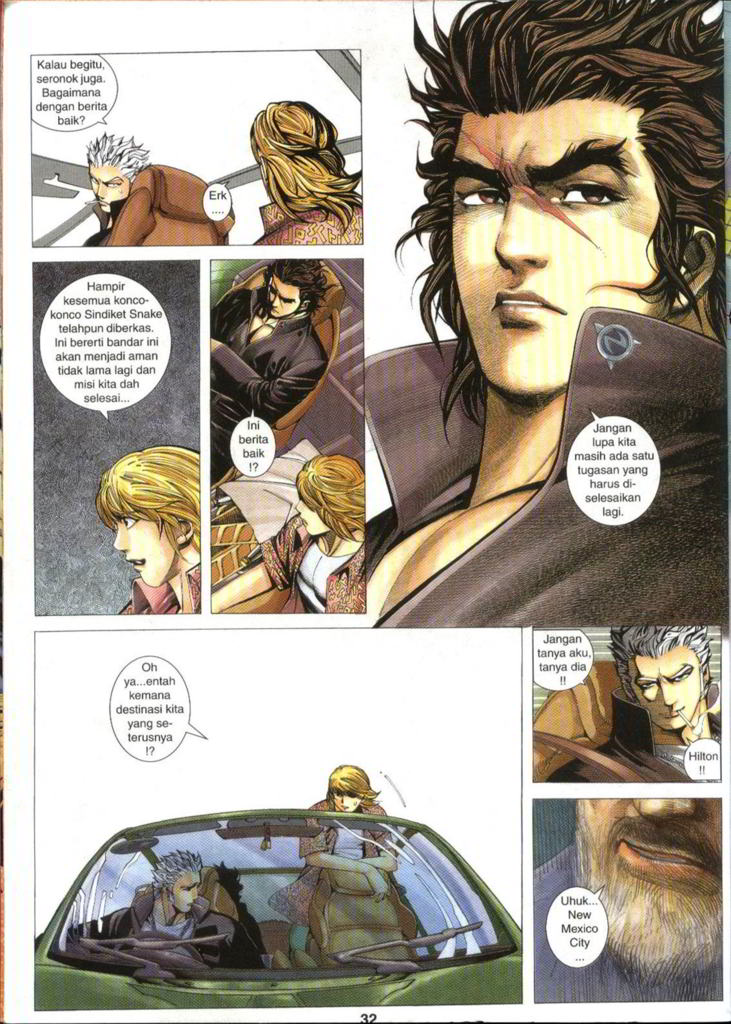 Kalau begitu,
seronok juga.
Bagaimana
dengan berita
baik?
Erk
....
Hampir
kesemua konco-
konco Sindiket Snake
telahpun diberkas.
Ini bererti bandar ini
akan menjadi aman
tidak lama lagi dan
misi kita dah
selesai...
Ini
berita
baik
!?
Jangan
lupa kita
masih ada satu
tugasan yang
harus di-
selesaikan
lagi.
Oh
ya...entah
kemana
destinasi kita
yang se-
terusnya
!?
Jangan
tanya aku,
tanya dia
!!
Hilton
!!
Uhuk...
New
Mexico
City
...
32